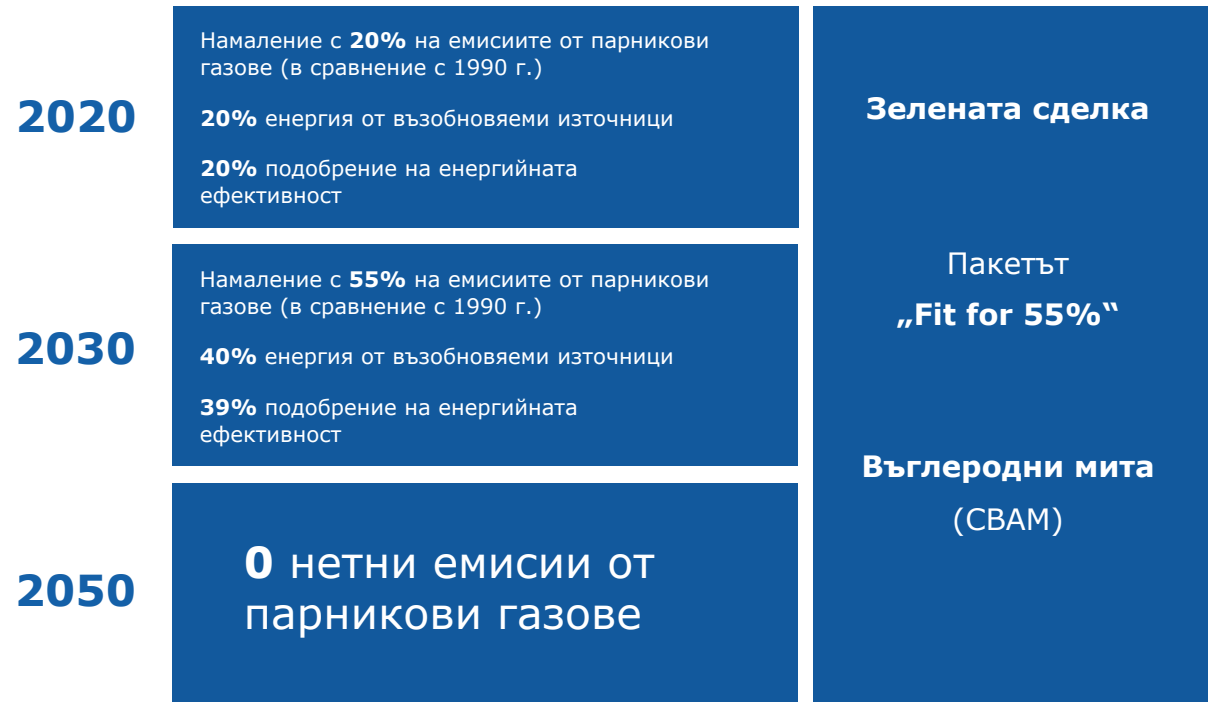 2020
Намаление с 20% на емисиите от парникови
газове (в сравнение с 1990 г.)
20% енергия от възобновяеми източници
20% подобрение на енергийната
ефективност
2030
Намаление с 55% на емисиите от парникови
газове (в сравнение с 1990 г.)
40% енергия от възобновяеми източници
39% подобрение на енергийната
ефективност
2050
0 нетни емисии от
парникови газове
Зелената сделка
Пакетът
„Fit for 55%“
Въглеродни мита
(CBAM)